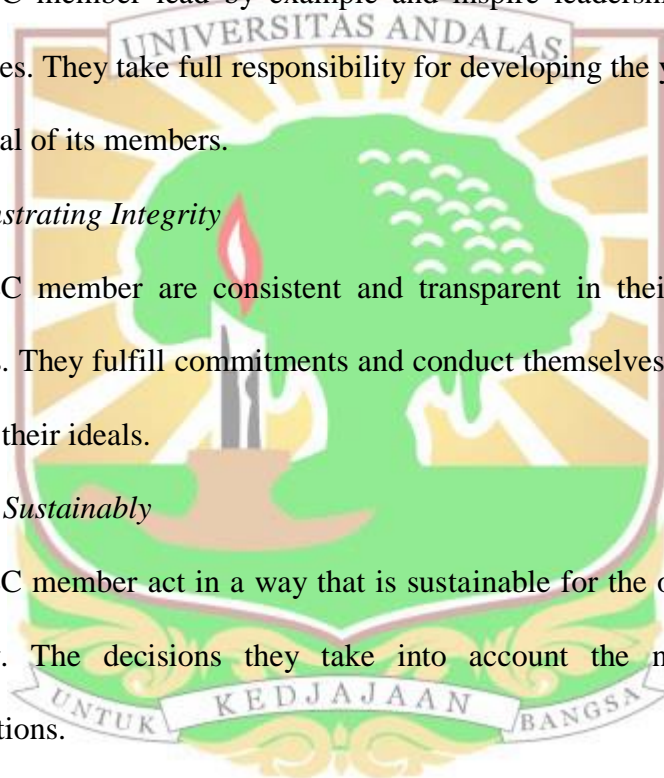 C member lead by example and inspire leadersh
UNIVERSITAS ANDALAS
es. They take full responsibility for developing the y
al of its members.
nstrating Integrity
C member are consistent and transparent in thei
. They fulfill commitments and conduct themselves
their ideals.
Sustainably
C member act in a way that is sustainable for the o
. The decisions they take into account the n
UNTUK KEDJAJAAN BANGSA
tions.